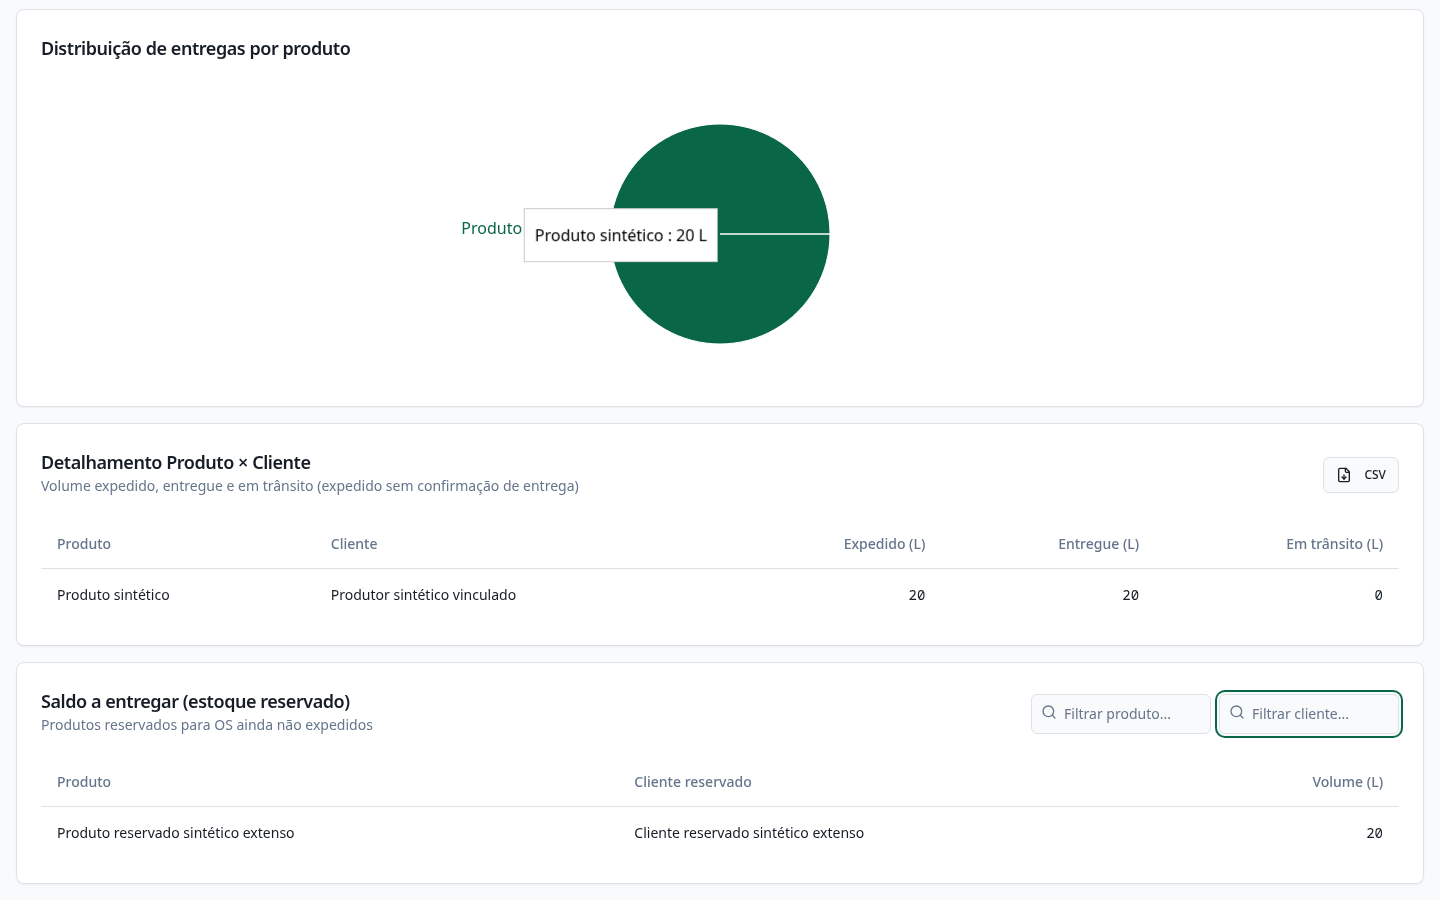 Distribuição de entregas por produto
Produto
Produto sintético : 20 L
Detalhamento Produto × Cliente
Volume expedido, entregue e em trânsito (expedido sem confirmação de entrega)
CSV
Produto Cliente Expedido (L) Entregue (L) Em trânsito (L)
Produto sintético Produtor sintético vinculado 20 20 0
Saldo a entregar (estoque reservado)
Produtos reservados para OS ainda não expedidos
Filtrar produto... Filtrar cliente...
Produto Cliente reservado Volume (L)
Produto reservado sintético extenso Cliente reservado sintético extenso 20